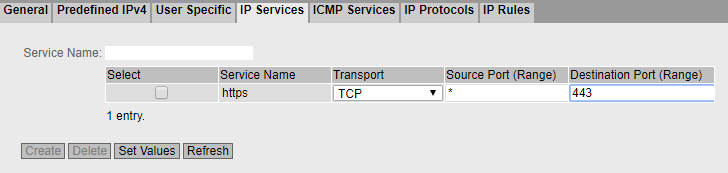 General Predefined IPv4 User Specific IP Services ICMP Services IP Protocols IP Rules
Service Name:
Select Service Name Transport Source Port (Range) Destination Port (Range)
https TCP * 443
1 entry.
Create Delete Set Values Refresh